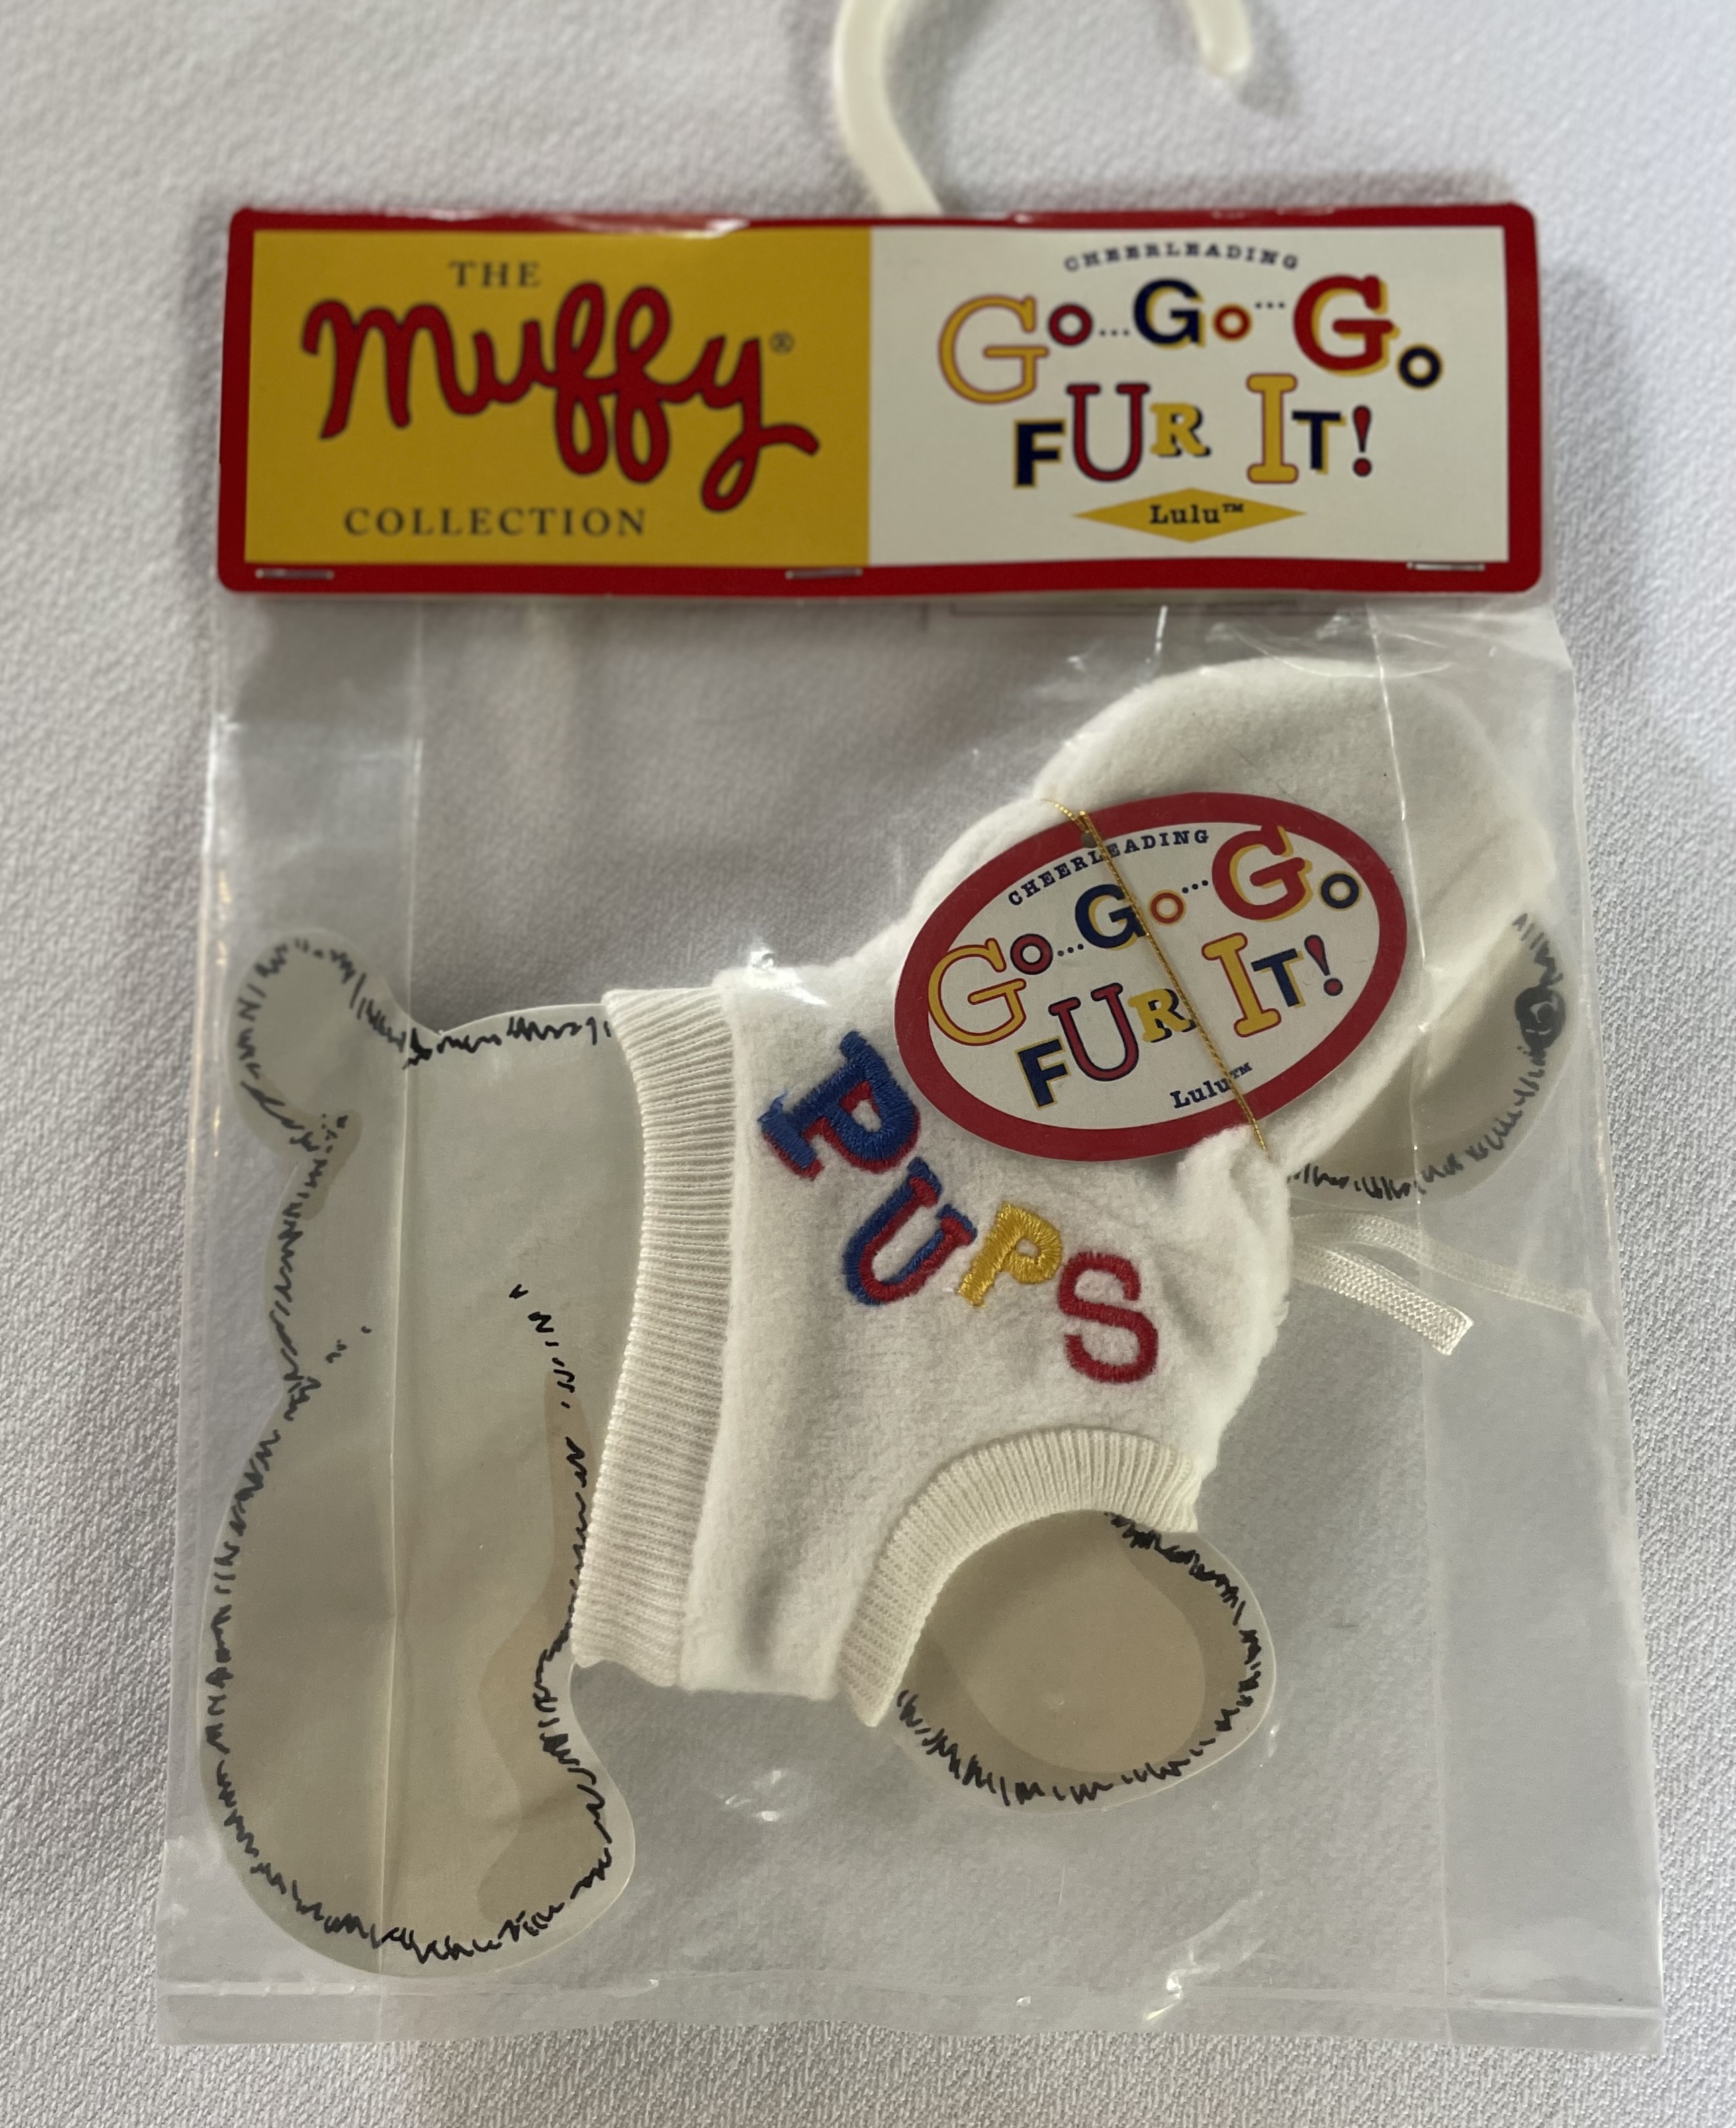 THE
Muffy®
COLLECTION
CHEERLEADING
Go...Go...Go
FUR IT!
Lulu™
CHEERLEADING
Go...Go...Go
FUR IT!
Lulu™
PUPS